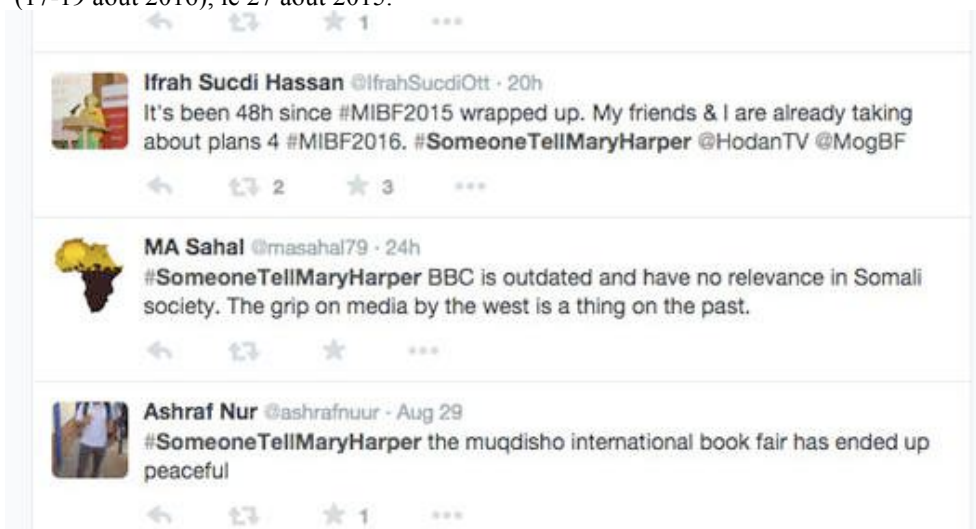 (17-19 août 2016), le 27 août 2015.
1
Ifrah Sucdi Hassan @IfrahSucdiOtt · 20h
It's been 48h since #MIBF2015 wrapped up. My friends & I are already taking
about plans 4 #MIBF2016. #SomeoneTellMaryHarper @HodanTV @MogBF
2 3
MA Sahal @masahal79 · 24h
#SomeoneTellMaryHarper BBC is outdated and have no relevance in Somali
society. The grip on media by the west is a thing on the past.
Ashraf Nur @ashrafnuur · Aug 29
#SomeoneTellMaryHarper the muqdisho international book fair has ended up
peaceful
1